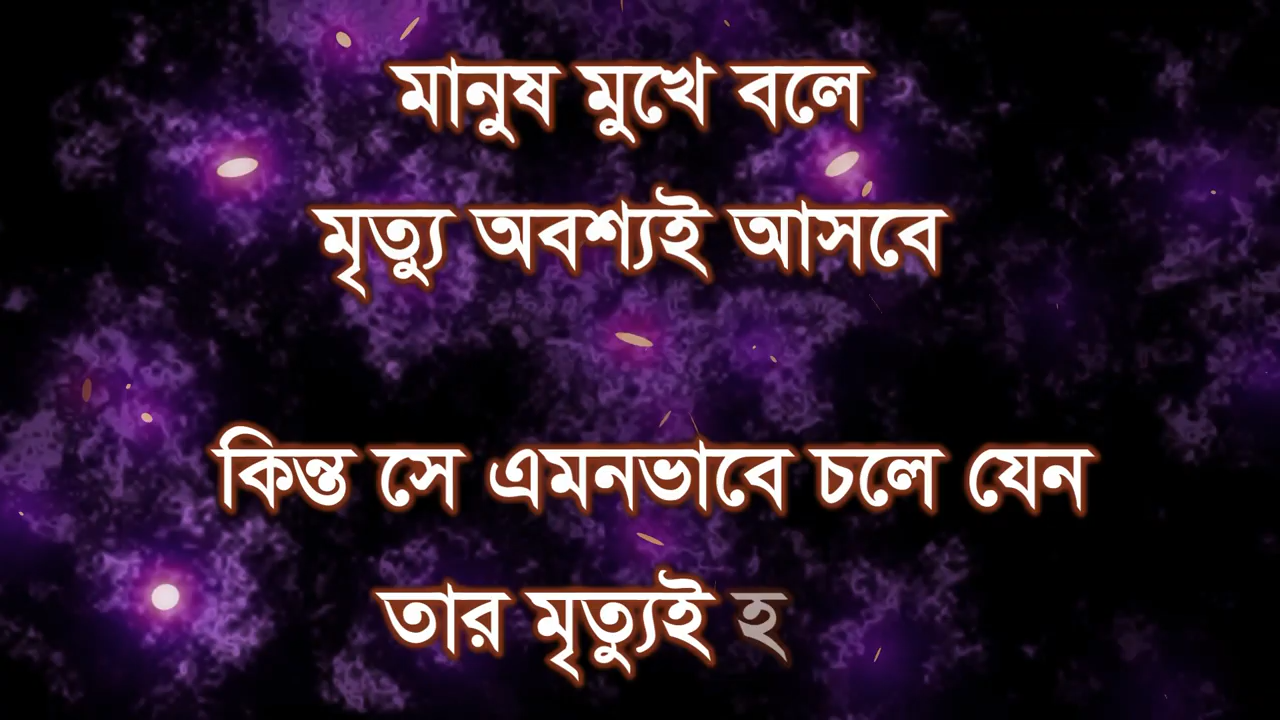 মানুষ মুখে বলে
মৃত্যু অবশ্যই আসবে
কিন্তু সে এমনভাবে চলে যেন
তার মৃত্যুই হ